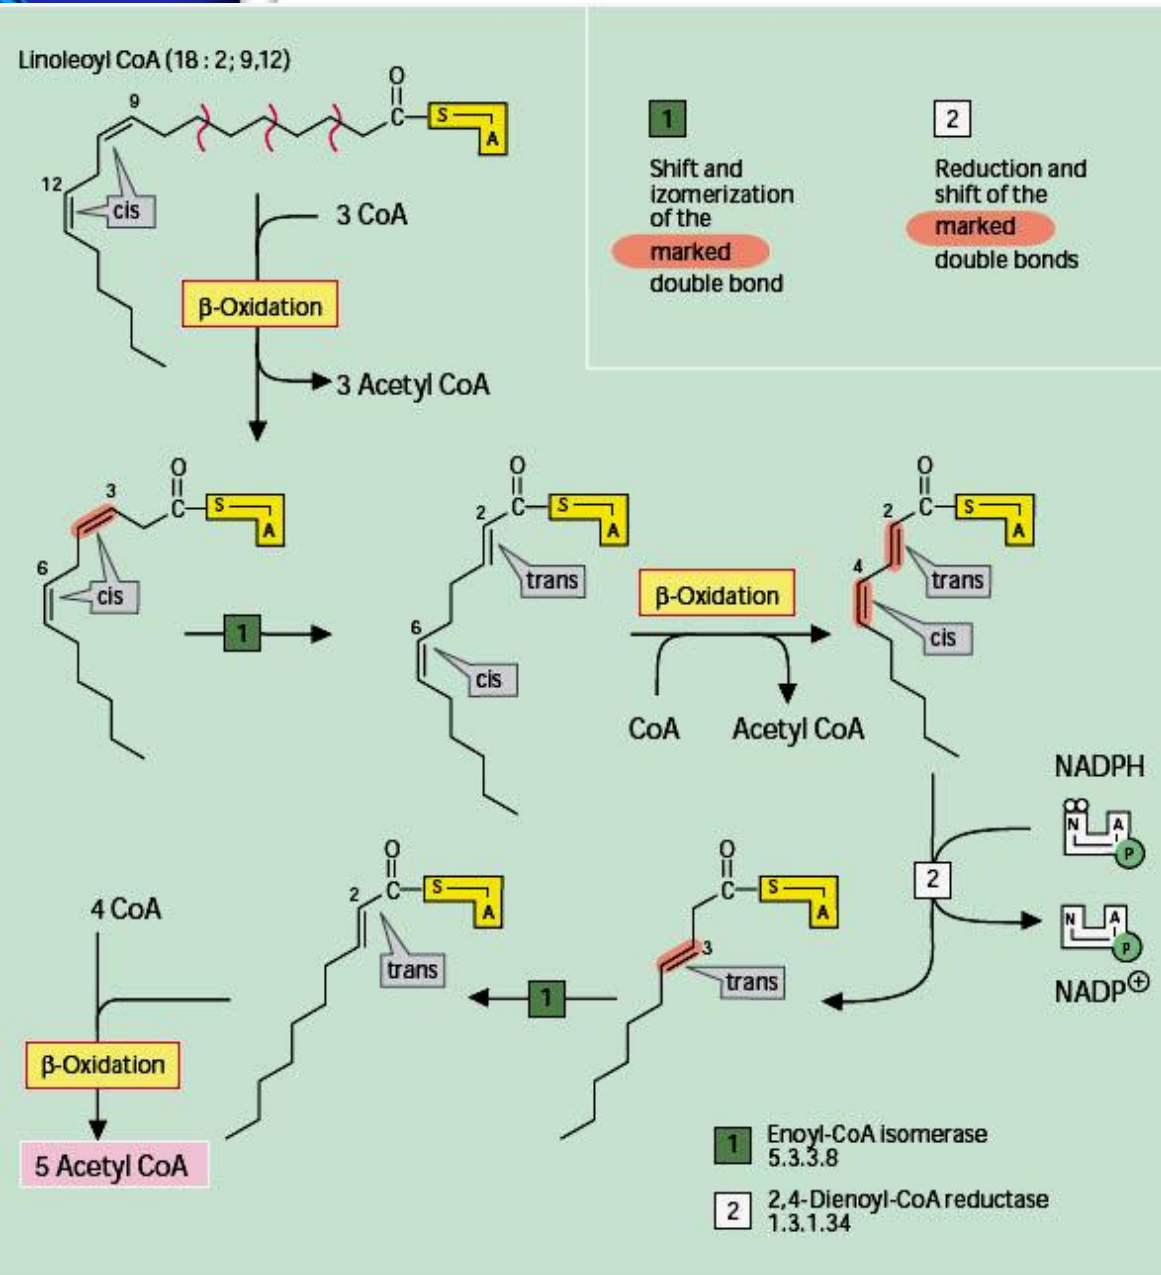 Linoleoyl CoA (18 : 2; 9,12)
O
9
C
S
A
12
cis
3 CoA
β-Oxidation
3 Acetyl CoA
1
Shift and
izomerization
of the
marked
double bond
2
Reduction and
shift of the
marked
double bonds
O
3
C
S
A
6
cis
1
O
2
C
S
A
trans
6
cis
β-Oxidation
CoA
Acetyl CoA
O
2
C
S
A
4
trans
cis
NADPH
N A
P
2
N A
P
NADP⊕
O
C
S
A
3
trans
1
O
2
C
S
A
trans
4 CoA
β-Oxidation
5 Acetyl CoA
1
Enoyl-CoA isomerase
5.3.3.8
2
2,4-Dienoyl-CoA reductase
1.3.1.34